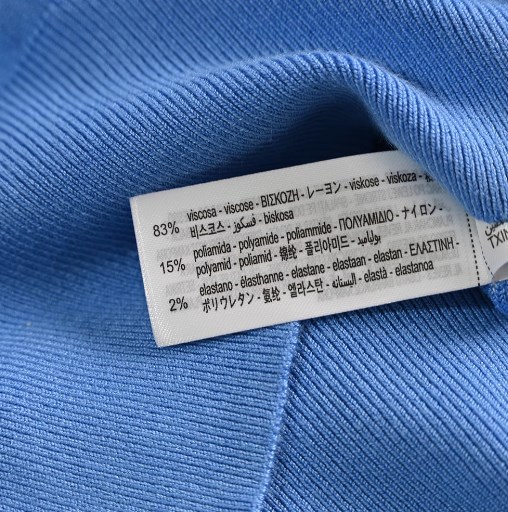 83% viscosa - viscose - ΒΙΣΚΟΖΗ - レーヨン - viskose - viskoza -
비스코스 - فسكوز - biskosa
15% poliamida - polyamide - poliammide - ΠΟΛΥΑΜΙΔΙΟ - ナイロン -
polyamid - poliamid - 锦纶 - 폴리아미드 - بولياميد
2% elastano - élasthanne - elastane - elastaan - elastan - ΕΛΑΣΤΙΝΗ -
ポリウレタン - 氨纶 - 엘라스탄 - اليستانه - elastà - elastanoa